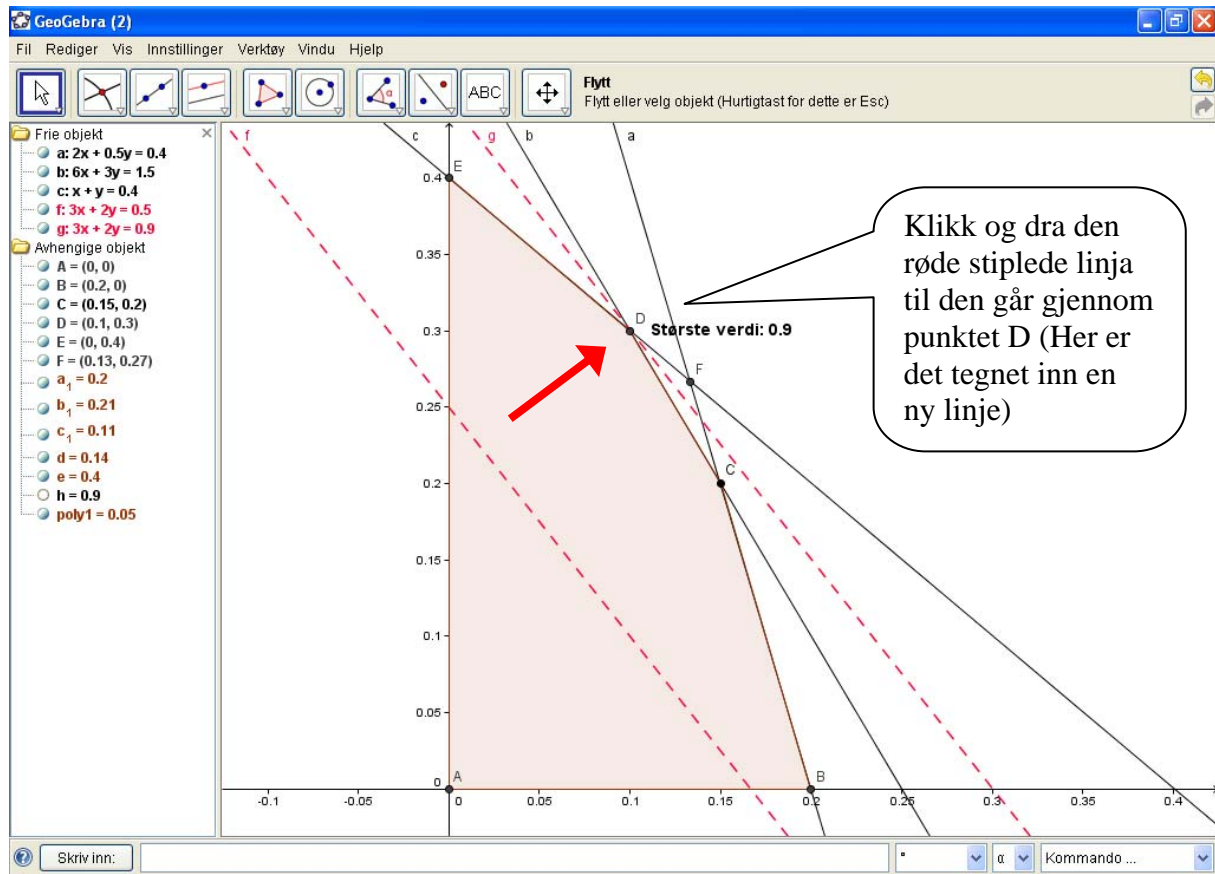 GeoGebra (2)
Fil Rediger Vis Innstillinger Verktøy Vindu Hjelp
ABC
Flytt
Flytt eller velg objekt (Hurtigtast for dette er Esc)
Frie objekt
a: 2x + 0.5y = 0.4
b: 6x + 3y = 1.5
c: x + y = 0.4
f: 3x + 2y = 0.5
g: 3x + 2y = 0.9
Avhengige objekt
A = (0, 0)
B = (0.2, 0)
C = (0.15, 0.2)
D = (0.1, 0.3)
E = (0, 0.4)
F = (0.13, 0.27)
a₁ = 0.2
b₁ = 0.21
c₁ = 0.11
d = 0.14
e = 0.4
h = 0.9
poly1 = 0.05
f
c
g
b
a
E
0.4
0.35
0.3
0.25
0.2
0.15
0.1
0.05
0
D
Største verdi: 0.9
F
C
A
B
-0.1
-0.05
0
0.05
0.1
0.15
0.2
0.25
0.3
0.35
0.4
Klikk og dra den
røde stiplede linja
til den går gjennom
punktet D (Her er
det tegnet inn en
ny linje)
Skriv inn:
α
Kommando ...